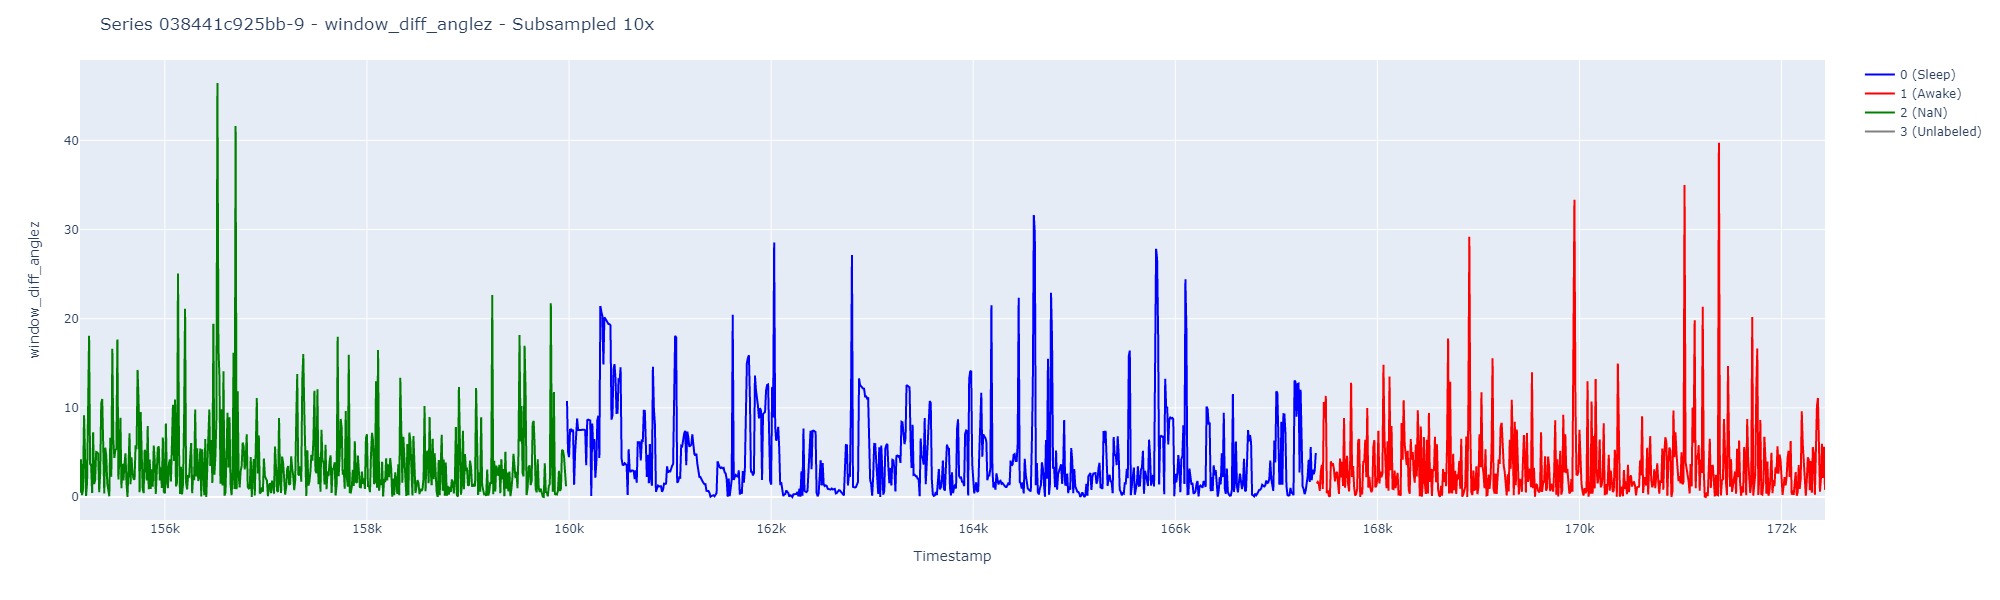 Series 038441c925bb-9 - window_diff_anglez - Subsampled 10x
0 (Sleep)
1 (Awake)
2 (NaN)
3 (Unlabeled)
window_diff_anglez
40
30
20
10
0
156k 158k 160k 162k 164k 166k 168k 170k 172k
Timestamp